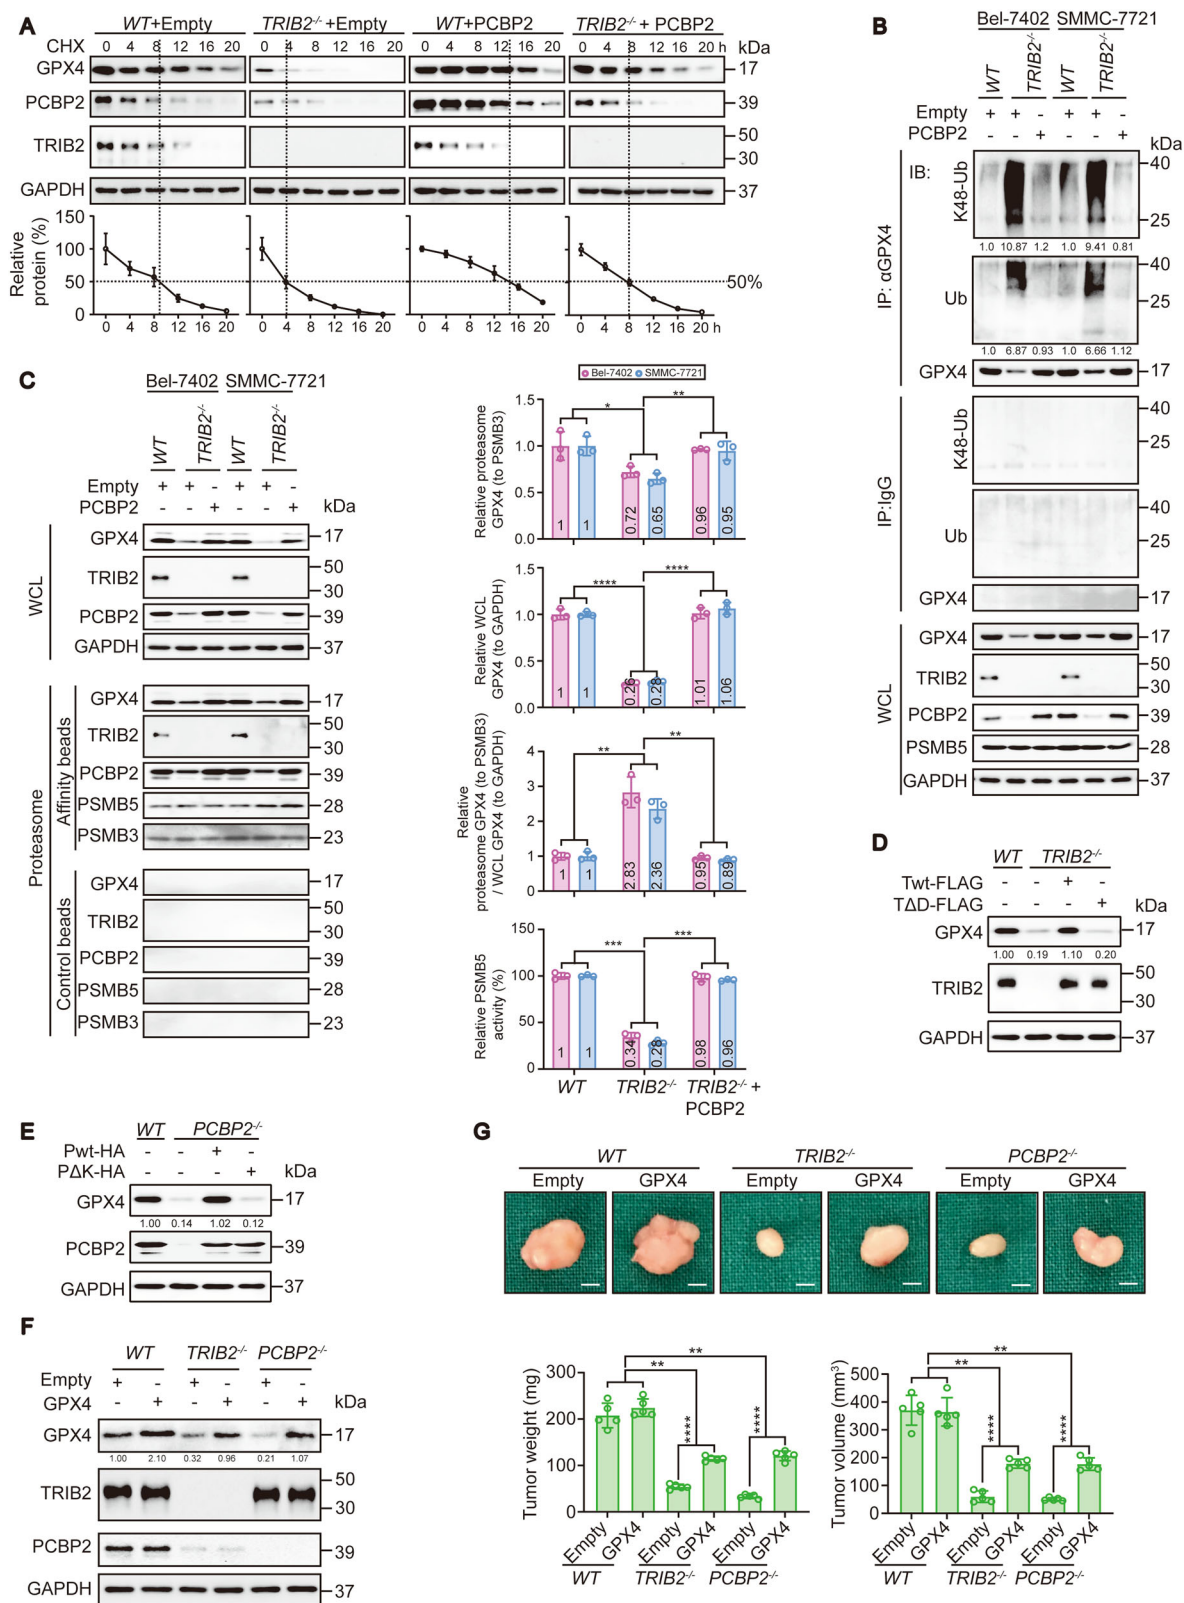 A
WT+Empty TRIB2-/-+Empty WT+PCBP2 TRIB2-/-+ PCBP2
CHX 0 4 8 12 16 20 0 4 8 12 16 20 0 4 8 12 16 20 0 4 8 12 16 20 h kDa
GPX4 17
PCBP2 39
TRIB2 50
30
GAPDH 37
Relative protein (%)
150
100
50 50%
0
0 4 8 12 16 20 0 4 8 12 16 20 0 4 8 12 16 20 0 4 8 12 16 20 h
B
Bel-7402 SMMC-7721
WT TRIB2-/- WT TRIB2-/-
Empty + + - + + -
PCBP2 - - + - - + kDa
IP: αGPX4
IB: K48-Ub 40
25
1.0 10.87 1.2 1.0 9.41 0.81
Ub 40
25
1.0 6.87 0.93 1.0 6.66 1.12
GPX4 17
IP:IgG
K48-Ub 40
25
Ub 40
25
GPX4 17
WCL
GPX4 17
TRIB2 50
30
PCBP2 39
PSMB5 28
GAPDH 37
C
Bel-7402 SMMC-7721
WT TRIB2-/- WT TRIB2-/-
Empty + + - + + -
PCBP2 - - + - - + kDa
WCL
GPX4 17
TRIB2 50
30
PCBP2 39
GAPDH 37
Proteasome
Affinity beads
GPX4 17
TRIB2 50
30
PCBP2 39
PSMB5 28
PSMB3 23
Control beads
GPX4 17
TRIB2 50
30
PCBP2 39
PSMB5 28
PSMB3 23
Bel-7402 SMMC-7721
Relative proteasome
GPX4 (to PSMB3)
1.5
1.0
0.5
0.0
* **
1 1 0.72 0.65 0.96 0.95
Relative WCL
GPX4 (to GAPDH)
1.5
1.0
0.5
0.0
**** ****
1 1 0.26 0.28 1.01 1.06
Relative
proteasome GPX4 (to PSMB3)
/ WCL GPX4 (to GAPDH)
4
3
2
1
0
** **
1 1 2.83 2.36 0.95 0.89
Relative PSMB5
activity (%)
150
100
50
0
*** ***
1 1 0.34 0.28 0.98 0.96
WT TRIB2-/- TRIB2-/- +
PCBP2
D
WT TRIB2-/-
Twt-FLAG - - + -
TΔD-FLAG - - - + kDa
GPX4 17
1.00 0.19 1.10 0.20
TRIB2 50
30
GAPDH 37
E
WT PCBP2-/-
Pwt-HA - - + -
PΔK-HA - - - + kDa
GPX4 17
1.00 0.14 1.02 0.12
PCBP2 39
GAPDH 37
F
WT TRIB2-/- PCBP2-/-
Empty + - + - + -
GPX4 - + - + - + kDa
GPX4 17
1.00 2.10 0.32 0.96 0.21 1.07
TRIB2 50
30
PCBP2 39
GAPDH 37
G
WT TRIB2-/- PCBP2-/-
Empty GPX4 Empty GPX4 Empty GPX4
Tumor weight (mg)
300
200
100
0
**
**
**** ****
Empty GPX4 Empty GPX4 Empty GPX4
WT TRIB2-/- PCBP2-/-
Tumor volume (mm3)
500
400
300
200
100
0
**
**
**** ****
Empty GPX4 Empty GPX4 Empty GPX4
WT TRIB2-/- PCBP2-/-